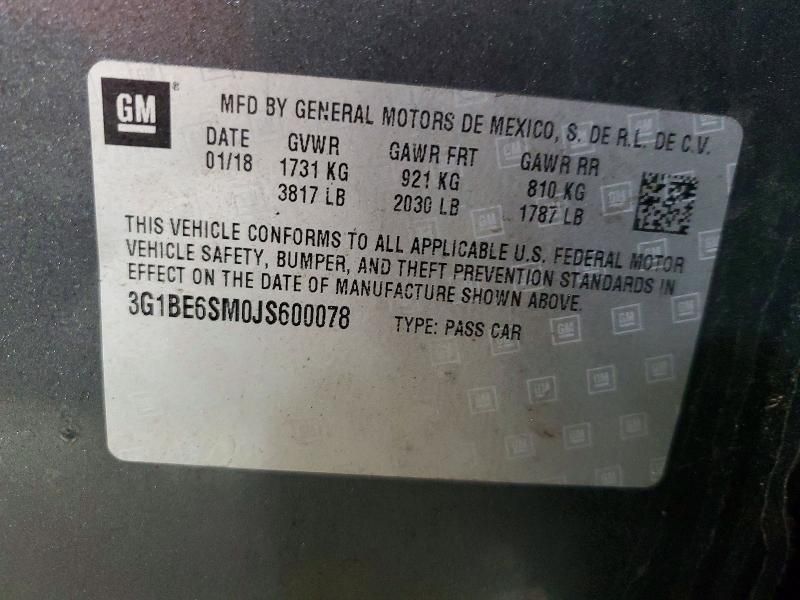 GM®
MFD BY GENERAL MOTORS DE MEXICO, S. DE R.L. DE C.V.
DATE GVWR GAWR FRT GAWR RR
01/18 1731 KG 921 KG 810 KG
3817 LB 2030 LB 1787 LB
THIS VEHICLE CONFORMS TO ALL APPLICABLE U.S. FEDERAL MOTOR
VEHICLE SAFETY, BUMPER, AND THEFT PREVENTION STANDARDS IN
EFFECT ON THE DATE OF MANUFACTURE SHOWN ABOVE.
3G1BE6SM0JS600078 TYPE: PASS CAR